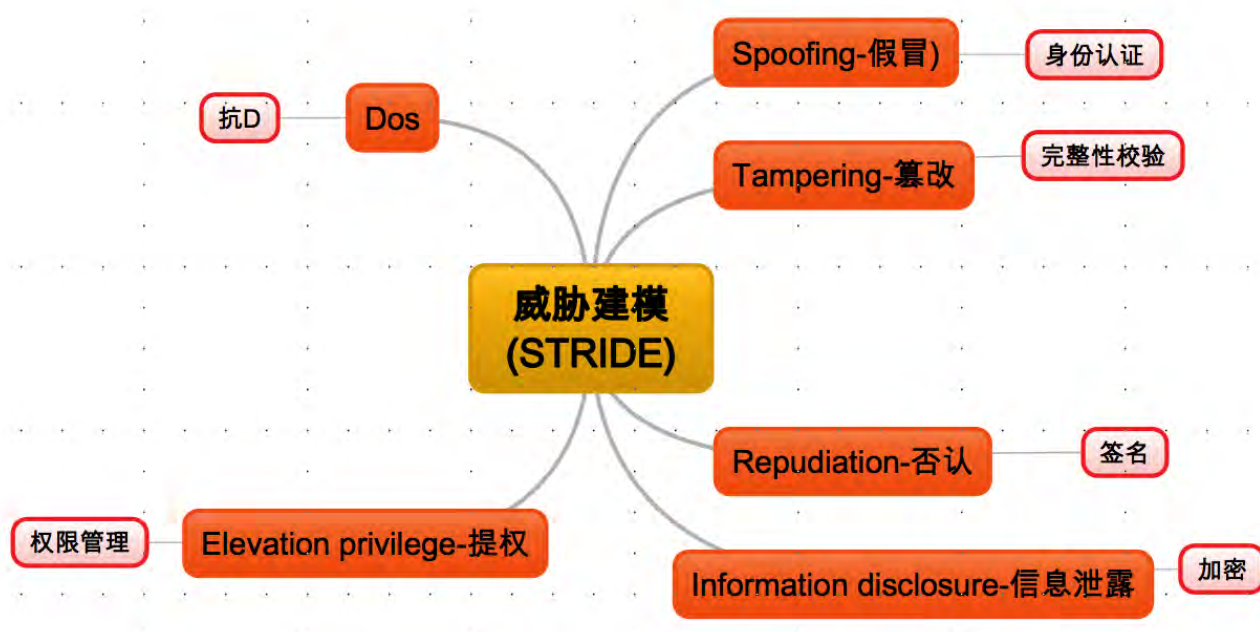 Spoofing-假冒)
身份认证
抗D
Dos
Tampering-篡改
完整性校验
威胁建模
(STRIDE)
Repudiation-否认
签名
权限管理
Elevation privilege-提权
Information disclosure-信息泄露
加密